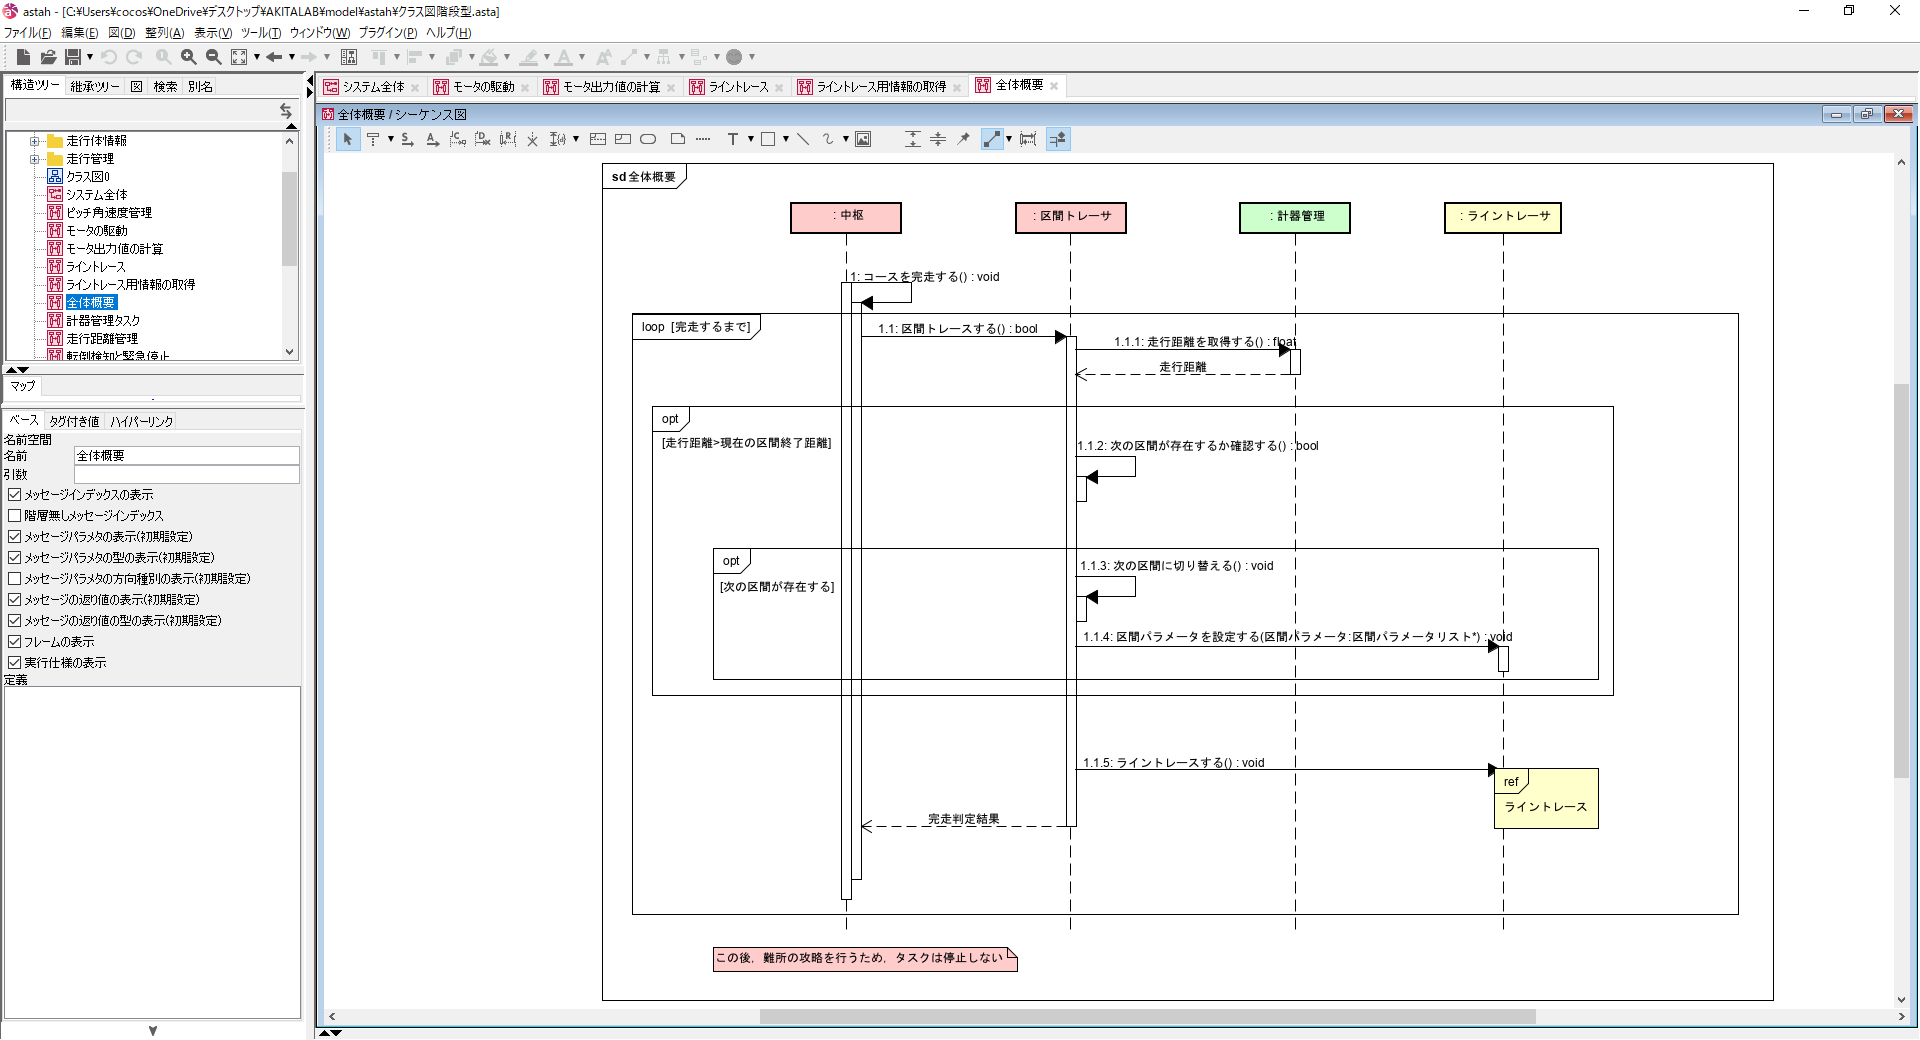 astah - [C:¥Users¥cocos¥OneDrive¥デスクトップ¥AKITALAB¥model¥astah¥クラス図階段型.asta]
ファイル(F) 編集(E) 図(D) 整列(A) 表示(V) ツール(T) ウィンドウ(W) プラグイン(P) ヘルプ(H)
構造ツリー 継承ツリー 図 検索 別名
走行体情報
走行管理
クラス図0
システム全体
ピッチ角速度管理
モータの駆動
モータ出力値の計算
ライントレース
ライントレース用情報の取得
全体概要
計器管理タスク
走行距離管理
転倒検知と緊急停止
マップ
ベース タグ付き値 ハイパーリンク
名前空間
名前 全体概要
引数
メッセージインデックスの表示
階層無しメッセージインデックス
メッセージパラメタの表示(初期設定)
メッセージパラメタの型の表示(初期設定)
メッセージパラメタの方向種別の表示(初期設定)
メッセージの返り値の表示(初期設定)
メッセージの返り値の型の表示(初期設定)
フレームの表示
実行仕様の表示
定義
システム全体 モータの駆動 モータ出力値の計算 ライントレース ライントレース用情報の取得 全体概要
全体概要 / シーケンス図
sd 全体概要
: 中枢 : 区間トレーサ : 計器管理 : ライントレーサ
1: コースを完走する() : void
loop [完走するまで]
1.1: 区間トレースする() : bool
1.1.1: 走行距離を取得する() : float
走行距離
opt
[走行距離>現在の区間終了距離]
1.1.2: 次の区間が存在するか確認する() : bool
opt
[次の区間が存在する]
1.1.3: 次の区間に切り替える() : void
1.1.4: 区間パラメータを設定する(区間パラメータ:区間パラメータリスト*) : void
1.1.5: ライントレースする() : void
ref
ライントレース
完走判定結果
この後，難所の攻略を行うため，タスクは停止しない